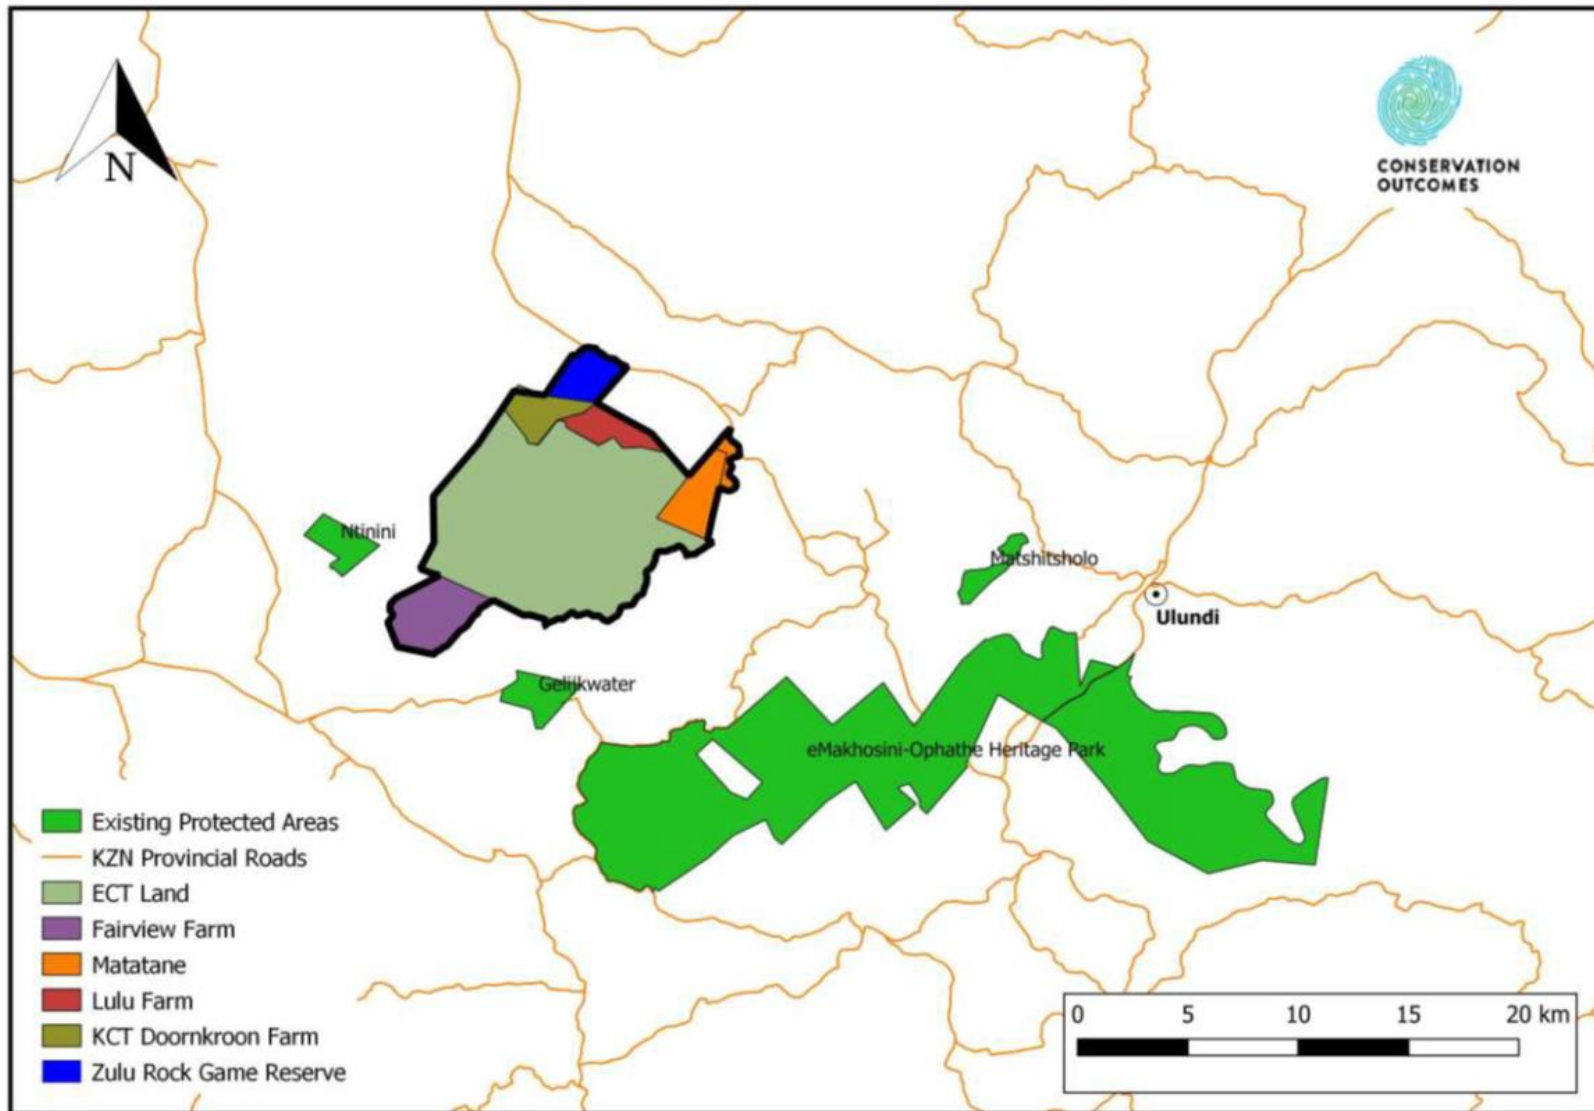 N
CONSERVATION
OUTCOMES
Ntinini
Matshitsholo
Ulundi
Gelijkwater
eMakhosini-Ophathe Heritage Park
Existing Protected Areas
KZN Provincial Roads
ECT Land
Fairview Farm
Matatane
Lulu Farm
KCT Doornkroon Farm
Zulu Rock Game Reserve
0 5 10 15 20 km